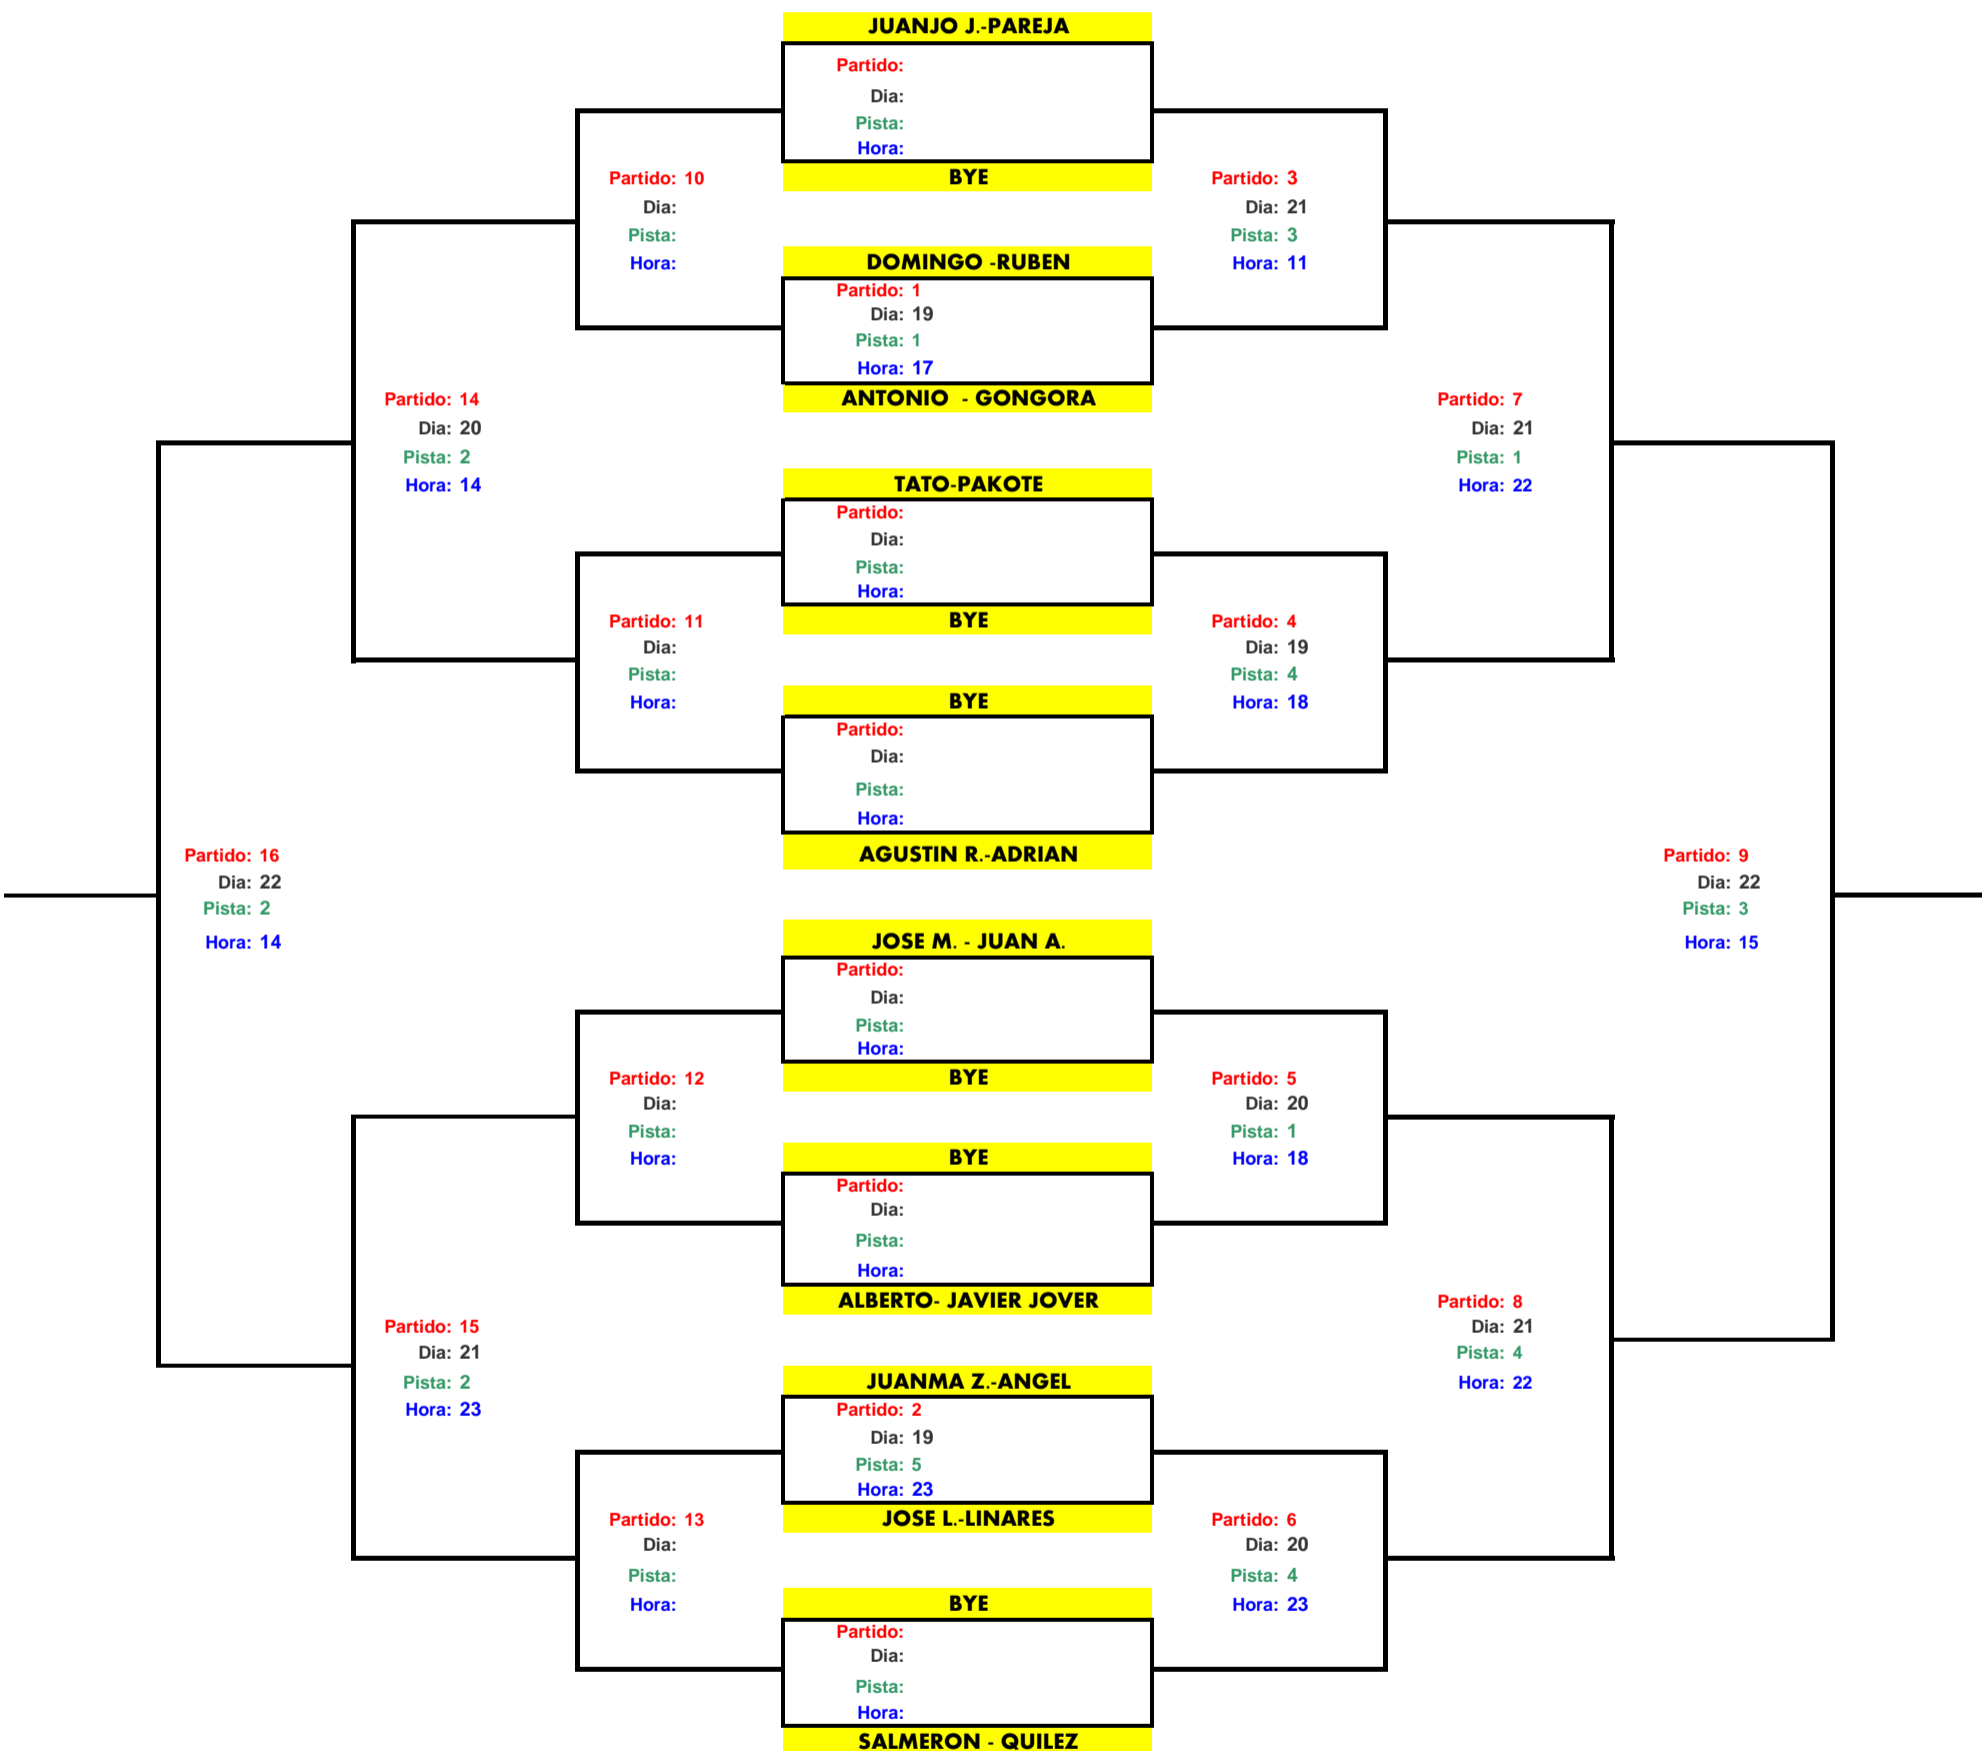 JUANJO J.-PAREJA
Partido:
Dia:
Pista:
Hora:
BYE
Partido: 10
Dia:
Pista:
Hora:
Partido: 3
Dia: 21
Pista: 3
Hora: 11
DOMINGO -RUBEN
Partido: 1
Dia: 19
Pista: 1
Hora: 17
ANTONIO - GONGORA
Partido: 14
Dia: 20
Pista: 2
Hora: 14
Partido: 7
Dia: 21
Pista: 1
Hora: 22
TATO-PAKOTE
Partido:
Dia:
Pista:
Hora:
BYE
Partido: 11
Dia:
Pista:
Hora:
Partido: 4
Dia: 19
Pista: 4
Hora: 18
BYE
Partido:
Dia:
Pista:
Hora:
AGUSTIN R.-ADRIAN
Partido: 16
Dia: 22
Pista: 2
Hora: 14
Partido: 9
Dia: 22
Pista: 3
Hora: 15
JOSE M. - JUAN A.
Partido:
Dia:
Pista:
Hora:
BYE
Partido: 12
Dia:
Pista:
Hora:
Partido: 5
Dia: 20
Pista: 1
Hora: 18
BYE
Partido:
Dia:
Pista:
Hora:
ALBERTO- JAVIER JOVER
Partido: 15
Dia: 21
Pista: 2
Hora: 23
Partido: 8
Dia: 21
Pista: 4
Hora: 22
JUANMA Z.-ANGEL
Partido: 2
Dia: 19
Pista: 5
Hora: 23
JOSE L.-LINARES
Partido: 13
Dia:
Pista:
Hora:
Partido: 6
Dia: 20
Pista: 4
Hora: 23
BYE
Partido:
Dia:
Pista:
Hora:
SALMERON - QUILEZ